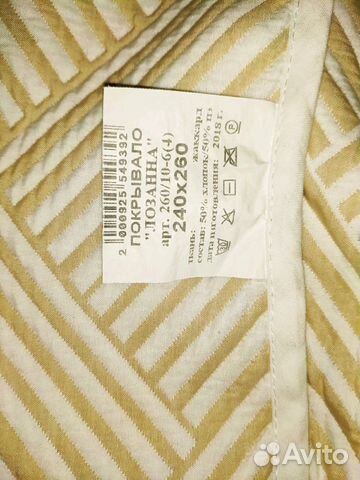 2 000925 549392
ПОКРЫВАЛО
"ЛОЗАННА"
арт. 260/10-6(4)
240х260
ткань: жаккард
состав: 50% хлопок/50% пэ
дата изготовления: 2018 г.
30
P
Avito